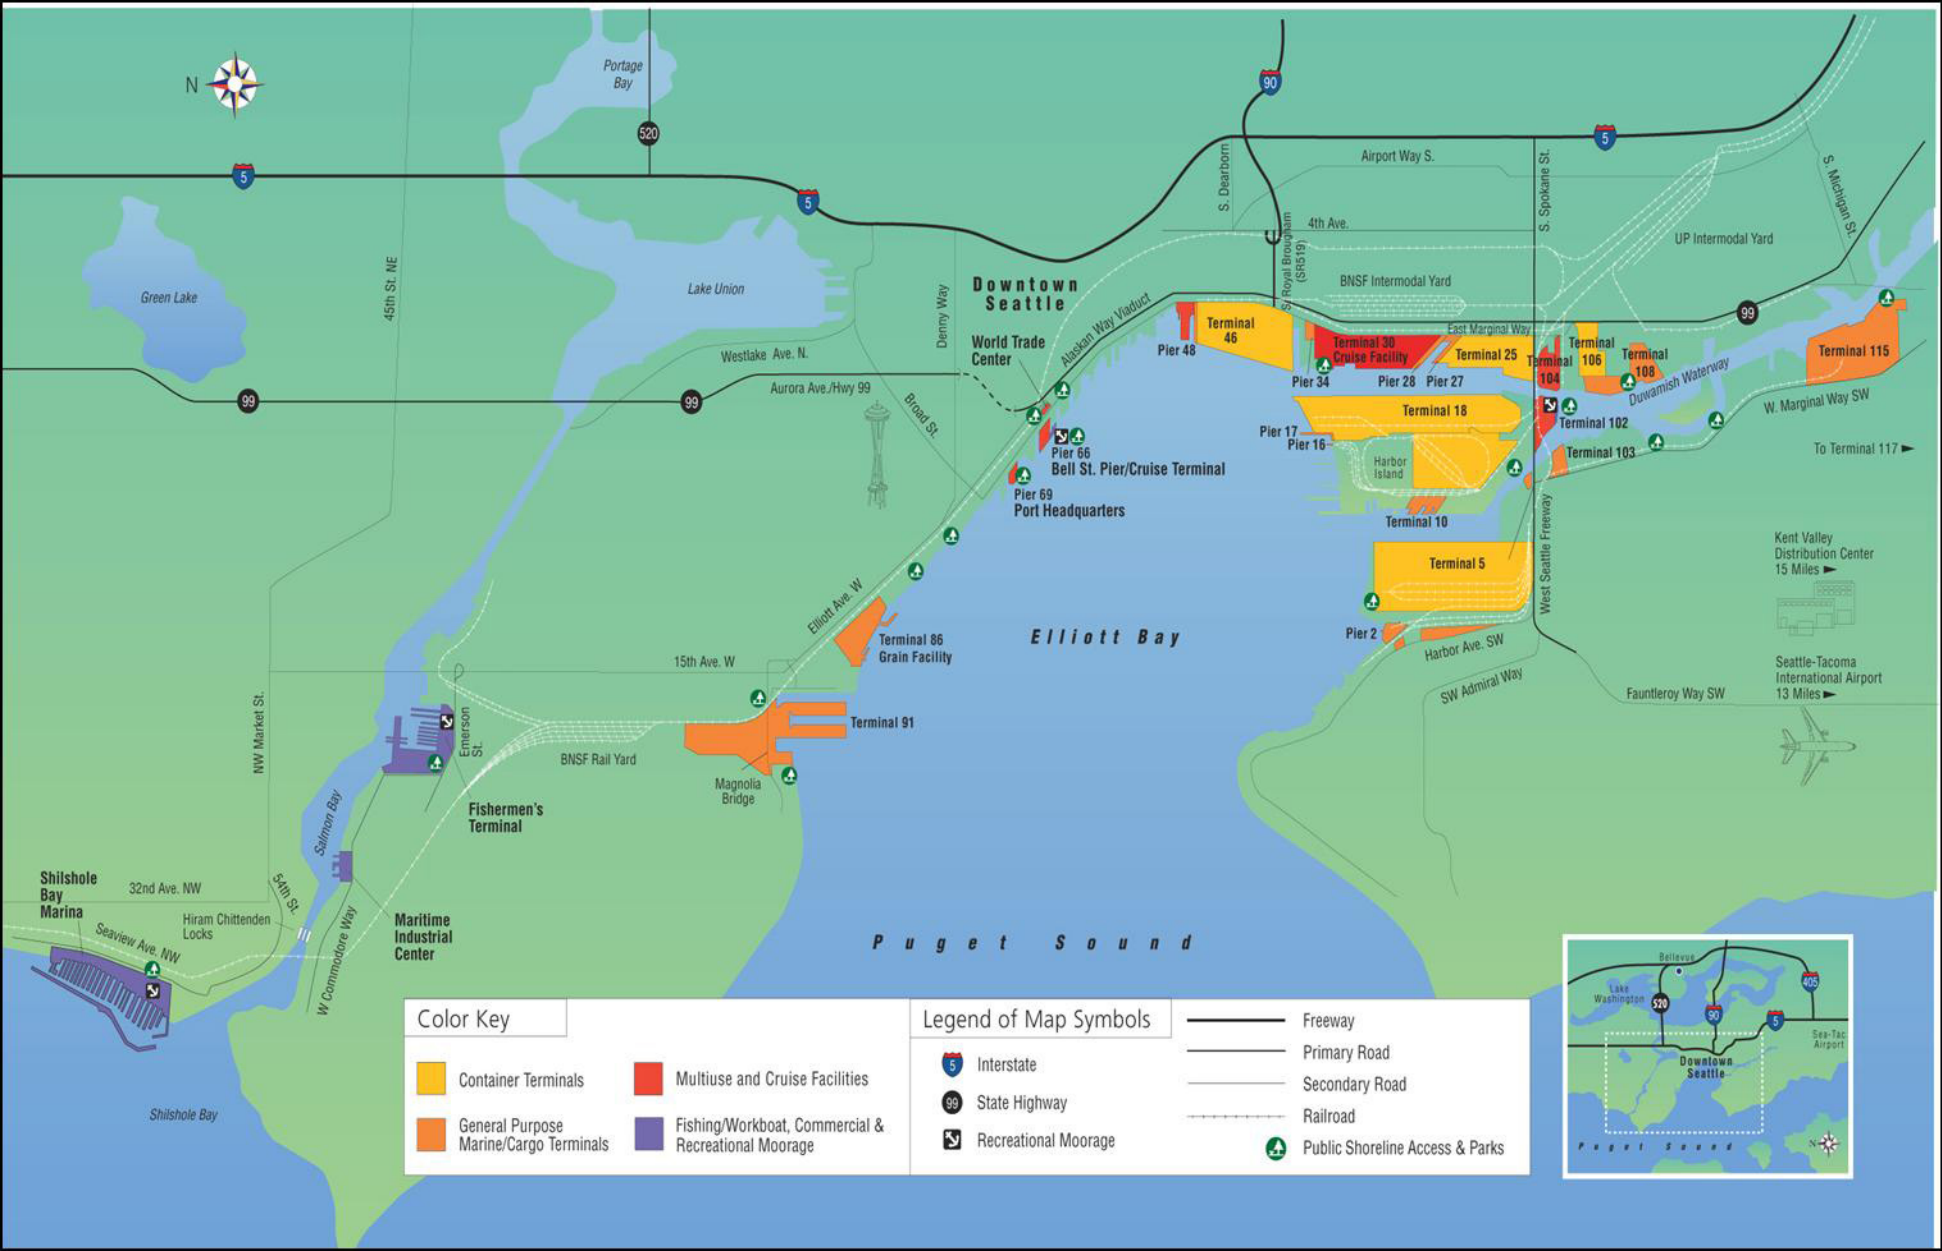 N
Portage
Bay
520
90
5
5
5
Airport Way S.
S. Dearborn
S. Spokane St.
S. Michigan St.
4th Ave.
S. Royal Brougham
(SR519)
UP Intermodal Yard
BNSF Intermodal Yard
Green Lake
45th St. NE
Lake Union
Denny Way
Downtown
Seattle
World Trade
Center
Alaskan Way Viaduct
Westlake Ave. N.
Aurora Ave./Hwy 99
99
99
99
Broad St.
Pier 48
Terminal
46
Terminal 30
Cruise Facility
East Marginal Way
Terminal 25
Terminal
104
Terminal
106
Terminal
108
Terminal 115
Duwamish Waterway
W. Marginal Way SW
Pier 34
Pier 28
Pier 27
Terminal 18
Terminal 102
Terminal 103
To Terminal 117
Pier 17
Pier 16
Harbor
Island
Pier 66
Bell St. Pier/Cruise Terminal
Pier 69
Port Headquarters
Terminal 10
Terminal 5
West Seattle Freeway
Kent Valley
Distribution Center
15 Miles
Elliott Ave. W
Elliott Bay
Pier 2
Harbor Ave. SW
SW Admiral Way
Fauntleroy Way SW
Seattle-Tacoma
International Airport
13 Miles
Terminal 86
Grain Facility
15th Ave. W
Terminal 91
NW Market St.
Emerson
St.
BNSF Rail Yard
Magnolia
Bridge
Fishermen's
Terminal
Salmon Bay
Shilshole
Bay
Marina
32nd Ave. NW
54th St.
Hiram Chittenden
Locks
Seaview Ave. NW
W Commodore Way
Maritime
Industrial
Center
Puget Sound
Shilshole Bay
Color Key
Container Terminals
Multiuse and Cruise Facilities
General Purpose
Marine/Cargo Terminals
Fishing/Workboat, Commercial &
Recreational Moorage
Legend of Map Symbols
5 Interstate
99 State Highway
Recreational Moorage
Freeway
Primary Road
Secondary Road
Railroad
Public Shoreline Access & Parks
Bellevue
Lake
Washington
520
90
405
5
Sea-Tac
Airport
Downtown
Seattle
Puget Sound
N